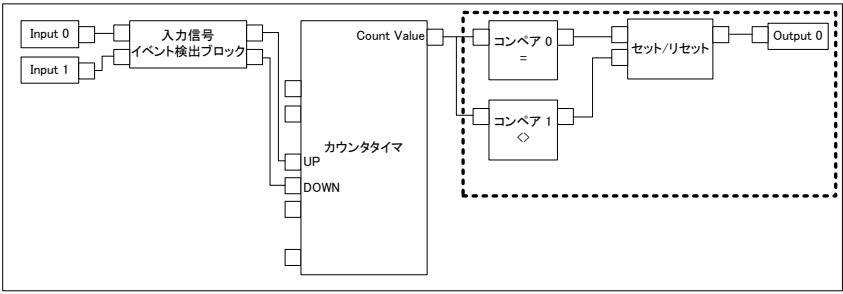 Input 0
Input 1
入力信号
イベント検出ブロック
Count Value
カウンタタイマ
UP
DOWN
コンペア 0
=
コンペア 1
<>
セット/リセット
Output 0